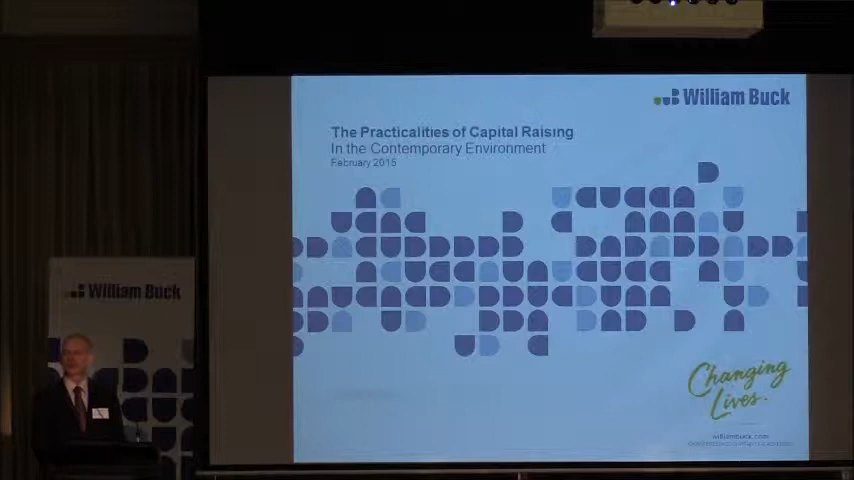 William Buck
The Practicalities of Capital Raising
In the Contemporary Environment
February 2015
William Buck
Changing
Lives.
williambuck.com